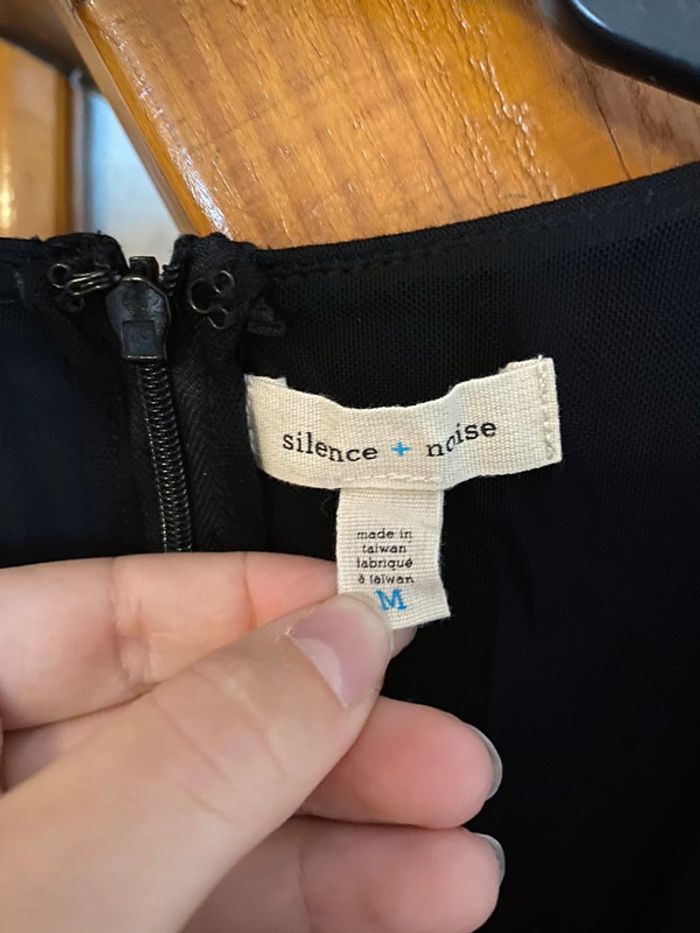 silence + noise
made in
taiwan
fabriqué
à taiwan
M